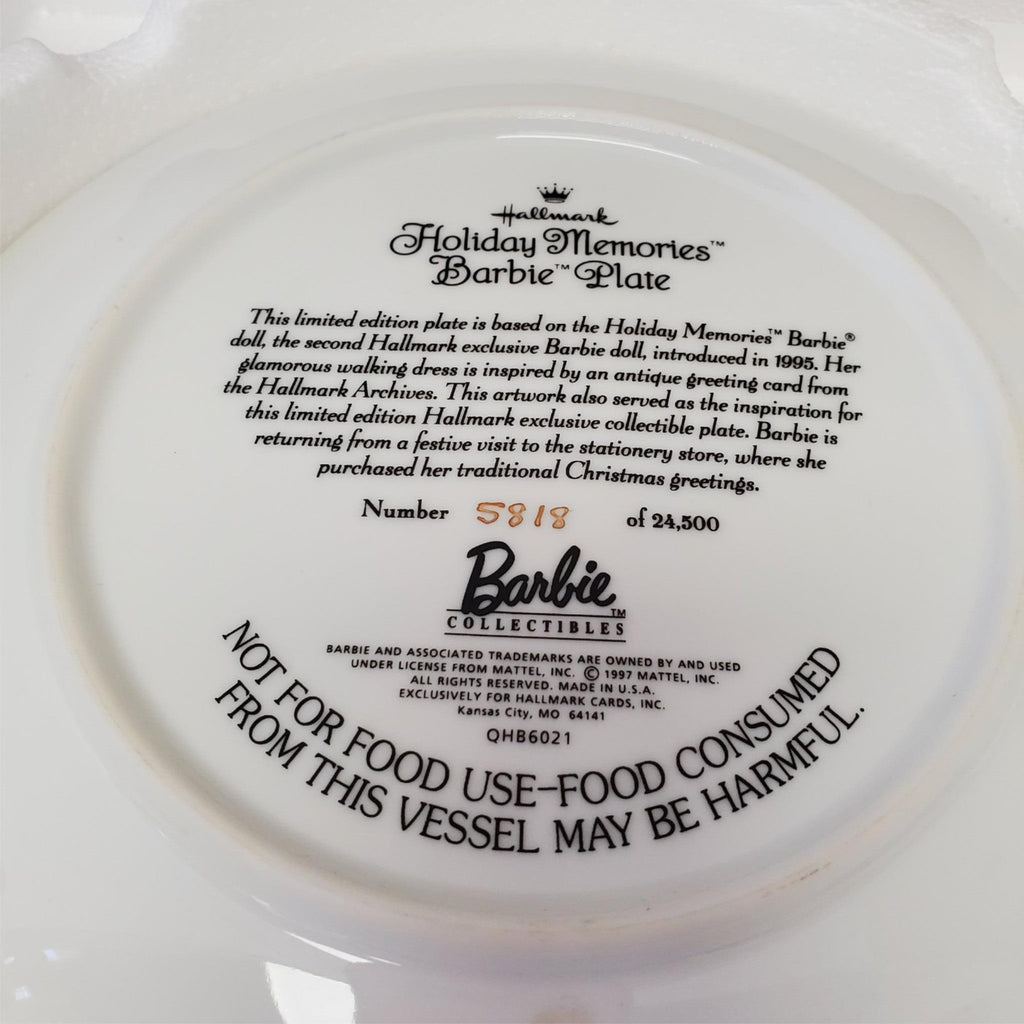 Hallmark
Holiday Memories™
Barbie™ Plate
This limited edition plate is based on the Holiday Memories™ Barbie®
doll, the second Hallmark exclusive Barbie doll, introduced in 1995. Her
glamorous walking dress is inspired by an antique greeting card from
the Hallmark Archives. This artwork also served as the inspiration for
this limited edition Hallmark exclusive collectible plate. Barbie is
returning from a festive visit to the stationery store, where she
purchased her traditional Christmas greetings.
Number 5818 of 24,500
Barbie™
COLLECTIBLES
BARBIE AND ASSOCIATED TRADEMARKS ARE OWNED BY AND USED
UNDER LICENSE FROM MATTEL, INC. © 1997 MATTEL, INC.
ALL RIGHTS RESERVED. MADE IN U.S.A.
EXCLUSIVELY FOR HALLMARK CARDS, INC.
Kansas City, MO 64141
QHB6021
NOT FOR FOOD USE–FOOD CONSUMED
FROM THIS VESSEL MAY BE HARMFUL.